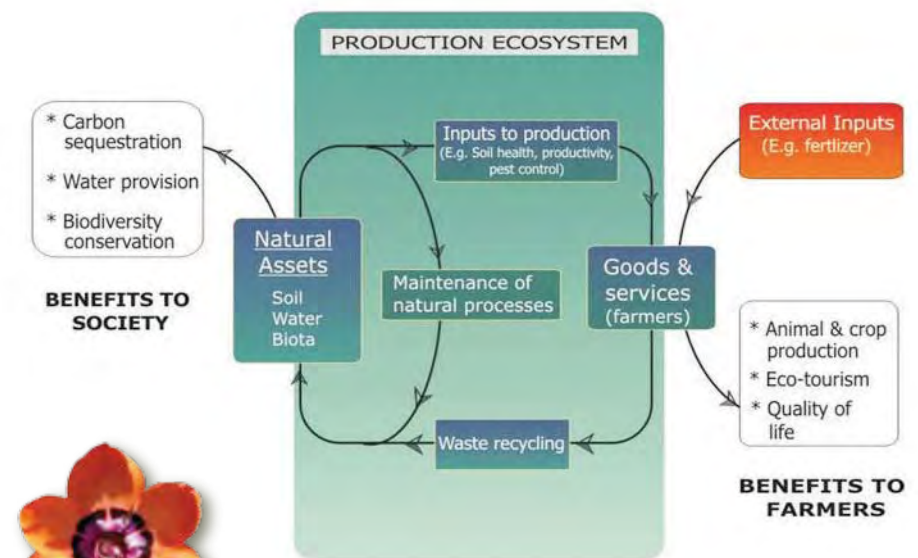 PRODUCTION ECOSYSTEM
* Carbon
sequestration
* Water provision
* Biodiversity
conservation
BENEFITS TO
SOCIETY
Natural
Assets
Soil
Water
Biota
Inputs to production
(E.g. Soil health, productivity,
pest control)
Maintenance of
natural processes
Waste recycling
External Inputs
(E.g. fertlizer)
Goods &
services
(farmers)
* Animal & crop
production
* Eco-tourism
* Quality of
life
BENEFITS TO
FARMERS